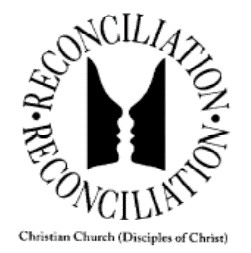 • RECONCILIATION •
RECONCILIATION
Christian Church (Disciples of Christ)